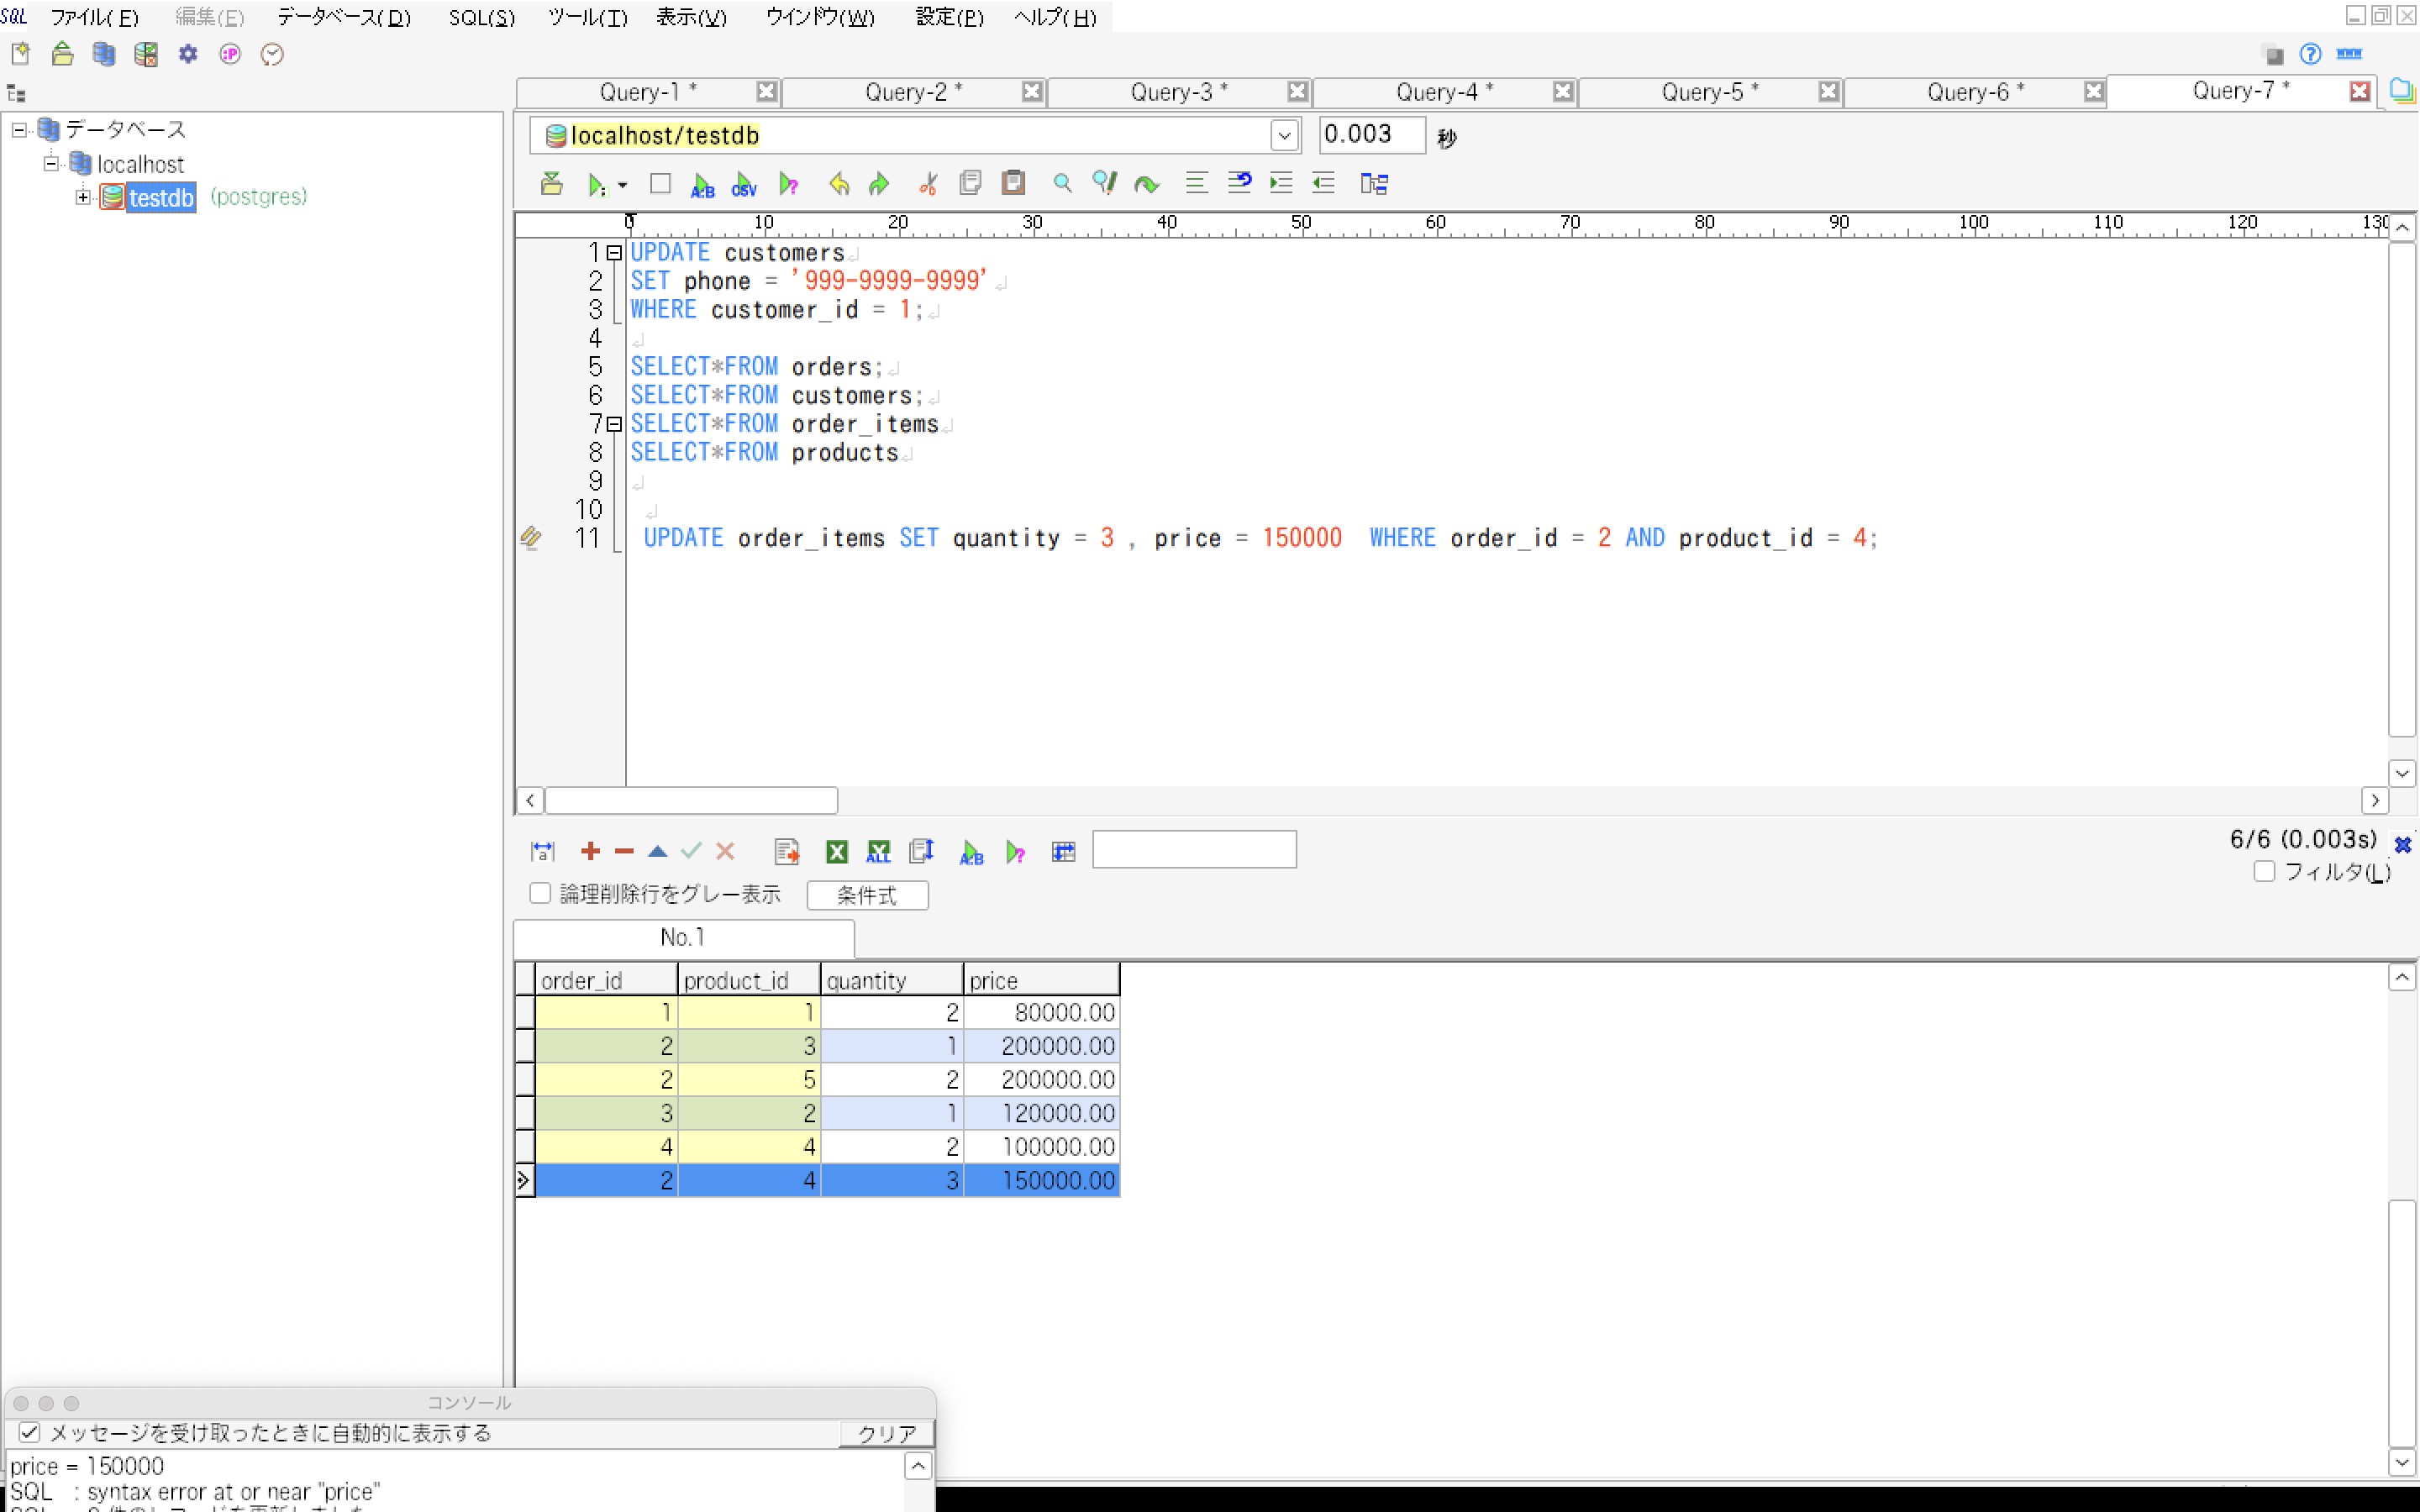 SQL ファイル(F) 編集(E) データベース(D) SQL(S) ツール(T) 表示(V) ウインドウ(W) 設定(P) ヘルプ(H)
Query-1 * Query-2 * Query-3 * Query-4 * Query-5 * Query-6 * Query-7 *
データベース
localhost
testdb (postgres)
localhost/testdb 0.003 秒
A:B CSV
0 10 20 30 40 50 60 70 80 90 100 110 120 130
1 UPDATE customers
2 SET phone = '999-9999-9999'
3 WHERE customer_id = 1;
4
5 SELECT*FROM orders;
6 SELECT*FROM customers;
7 SELECT*FROM order_items
8 SELECT*FROM products
9
10
11 UPDATE order_items SET quantity = 3 , price = 150000 WHERE order_id = 2 AND product_id = 4;
a ALL A:B 6/6 (0.003s)
フィルタ(L)
論理削除行をグレー表示 条件式
No.1
order_id product_id quantity price
1 1 2 80000.00
2 3 1 200000.00
2 5 2 200000.00
3 2 1 120000.00
4 4 2 100000.00
2 4 3 150000.00
コンソール
メッセージを受け取ったときに自動的に表示する クリア
price = 150000
SQL : syntax error at or near "price"